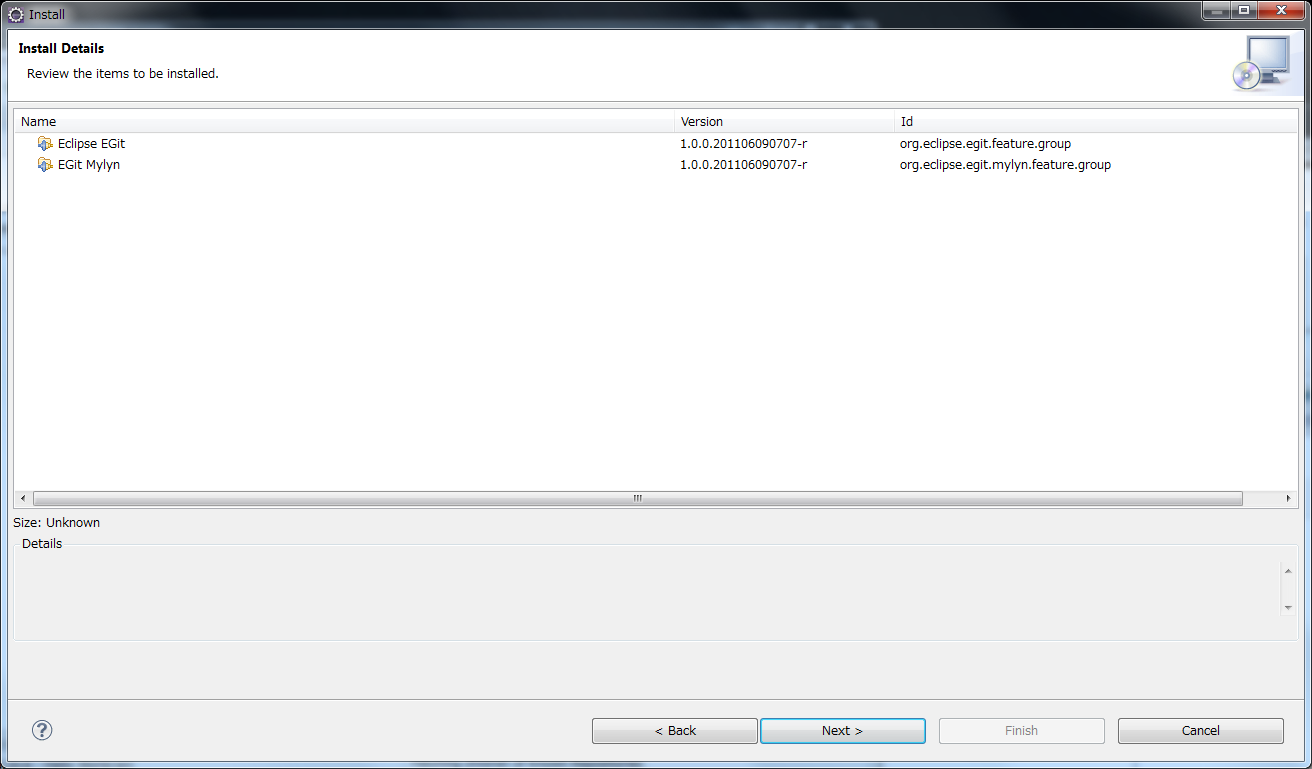 Install
Install Details
Review the items to be installed.
Name Version Id
Eclipse EGit 1.0.0.201106090707-r org.eclipse.egit.feature.group
EGit Mylyn 1.0.0.201106090707-r org.eclipse.egit.mylyn.feature.group
Size: Unknown
Details
< Back Next > Finish Cancel